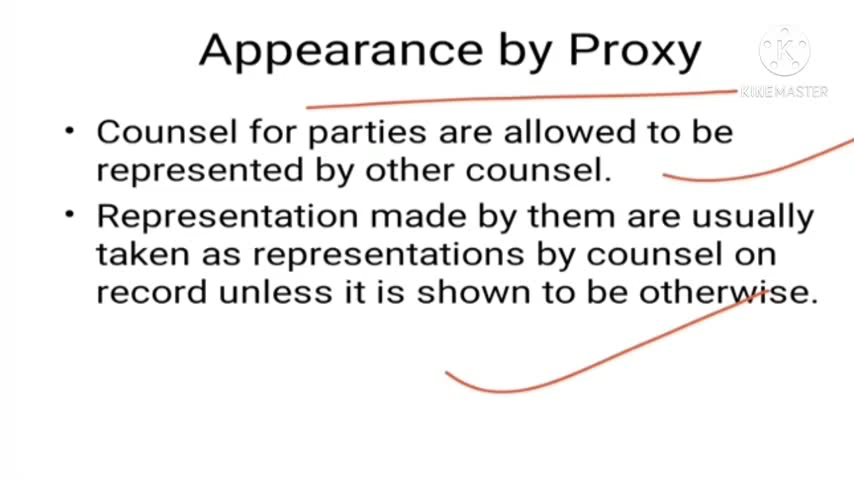 Appearance by Proxy
K
KINEMASTER
• Counsel for parties are allowed to be
represented by other counsel.
• Representation made by them are usually
taken as representations by counsel on
record unless it is shown to be otherwise.